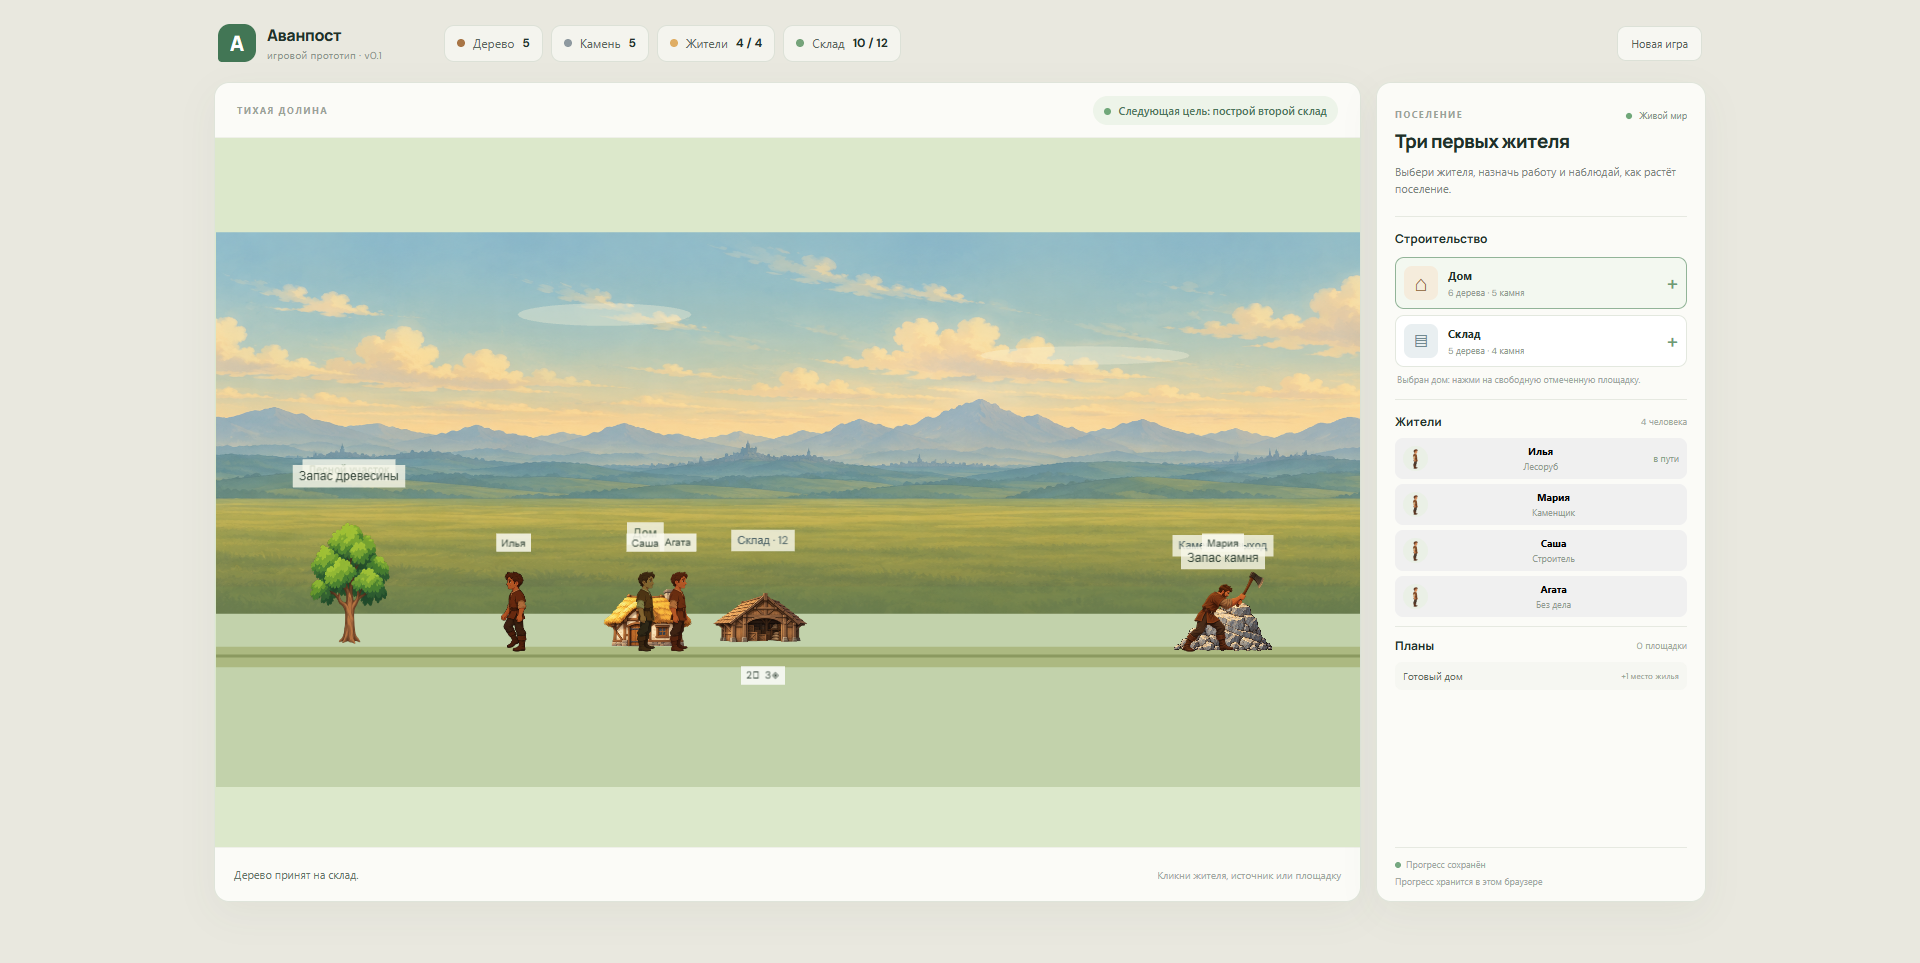 А
Аванпост
игровой прототип · v0.1
Дерево 5
Камень 5
Жители 4 / 4
Склад 10 / 12
Новая игра
ТИХАЯ ДОЛИНА
Следующая цель: построй второй склад
Запас древесины
Илья
Дом
Саша
Агата
Склад · 12
Мария
Запас камня
2 3
Дерево принят на склад.
Кликни жителя, источник или площадку
ПОСЕЛЕНИЕ
Живой мир
Три первых жителя
Выбери жителя, назначь работу и наблюдай, как растёт
поселение.
Строительство
Дом
6 дерева · 5 камня
+
Склад
5 дерева · 4 камня
+
Выбран дом: нажми на свободную отмеченную площадку.
Жители
4 человека
Илья
Лесоруб
в пути
Мария
Каменщик
Саша
Строитель
Агата
Без дела
Планы
0 площадки
Готовый дом
+1 место жилья
Прогресс сохранён
Прогресс хранится в этом браузере